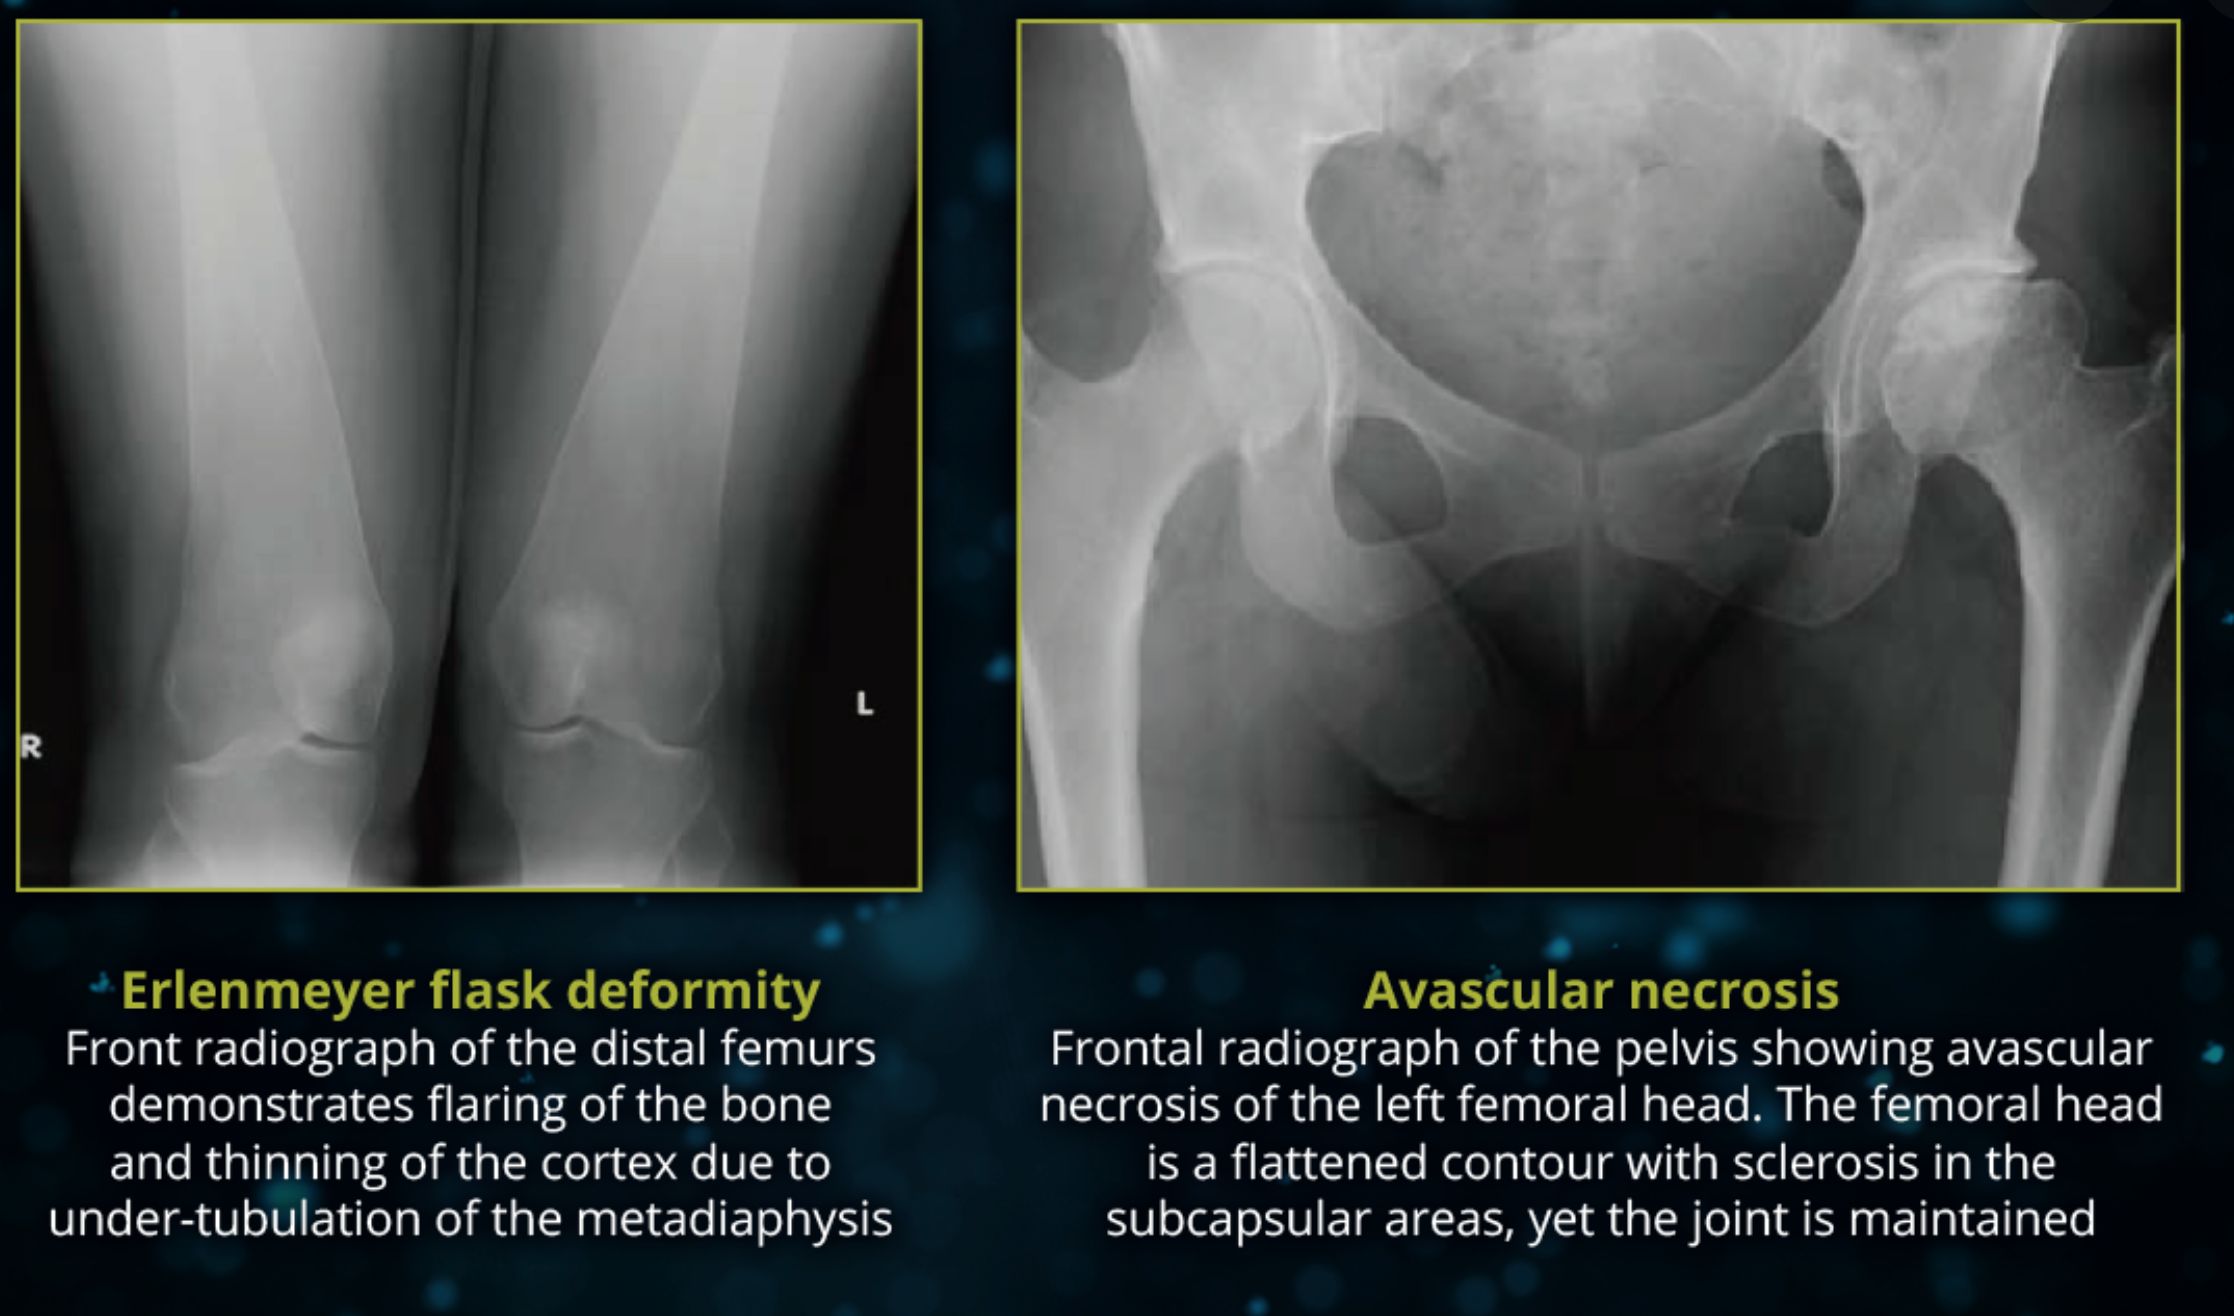 R
L
Erlenmeyer flask deformity
Front radiograph of the distal femurs
demonstrates flaring of the bone
and thinning of the cortex due to
under-tubulation of the metadiaphysis
Avascular necrosis
Frontal radiograph of the pelvis showing avascular
necrosis of the left femoral head. The femoral head
is a flattened contour with sclerosis in the
subcapsular areas, yet the joint is maintained